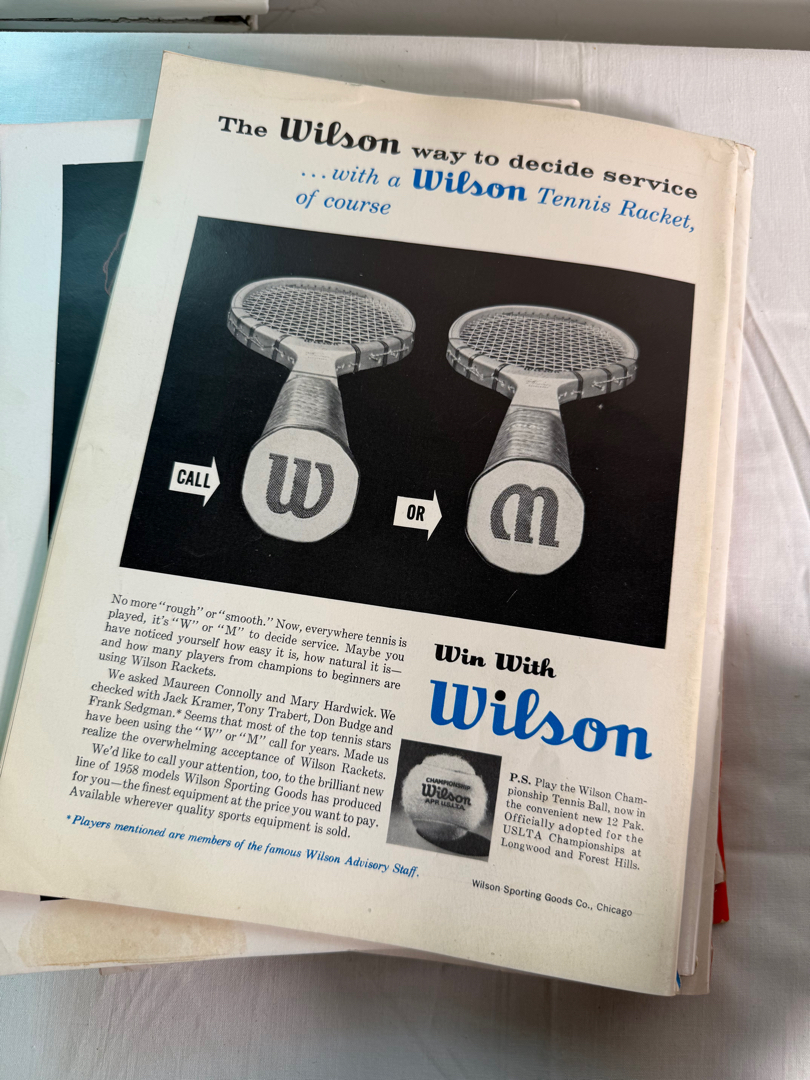 The Wilson way to decide service
...with a Wilson Tennis Racket,
of course
CALL
W
OR
M
No more "rough" or "smooth." Now, everywhere tennis is
played, it's "W" or "M" to decide service. Maybe you
have noticed yourself how easy it is, how natural it is—
and how many players from champions to beginners are
using Wilson Rackets.
We asked Maureen Connolly and Mary Hardwick. We
checked with Jack Kramer, Tony Trabert, Don Budge and
Frank Sedgman.* Seems that most of the top tennis stars
have been using the "W" or "M" call for years. Made us
realize the overwhelming acceptance of Wilson Rackets.
We'd like to call your attention, too, to the brilliant new
line of 1958 models Wilson Sporting Goods has produced
for you—the finest equipment at the price you want to pay.
Available wherever quality sports equipment is sold.
*Players mentioned are members of the famous Wilson Advisory Staff.
Win With
Wilson
CHAMPIONSHIP
Wilson
APR USLTA
P.S. Play the Wilson Cham-
pionship Tennis Ball, now in
the convenient new 12 Pak.
Officially adopted for the
USLTA Championships at
Longwood and Forest Hills.
Wilson Sporting Goods Co., Chicago